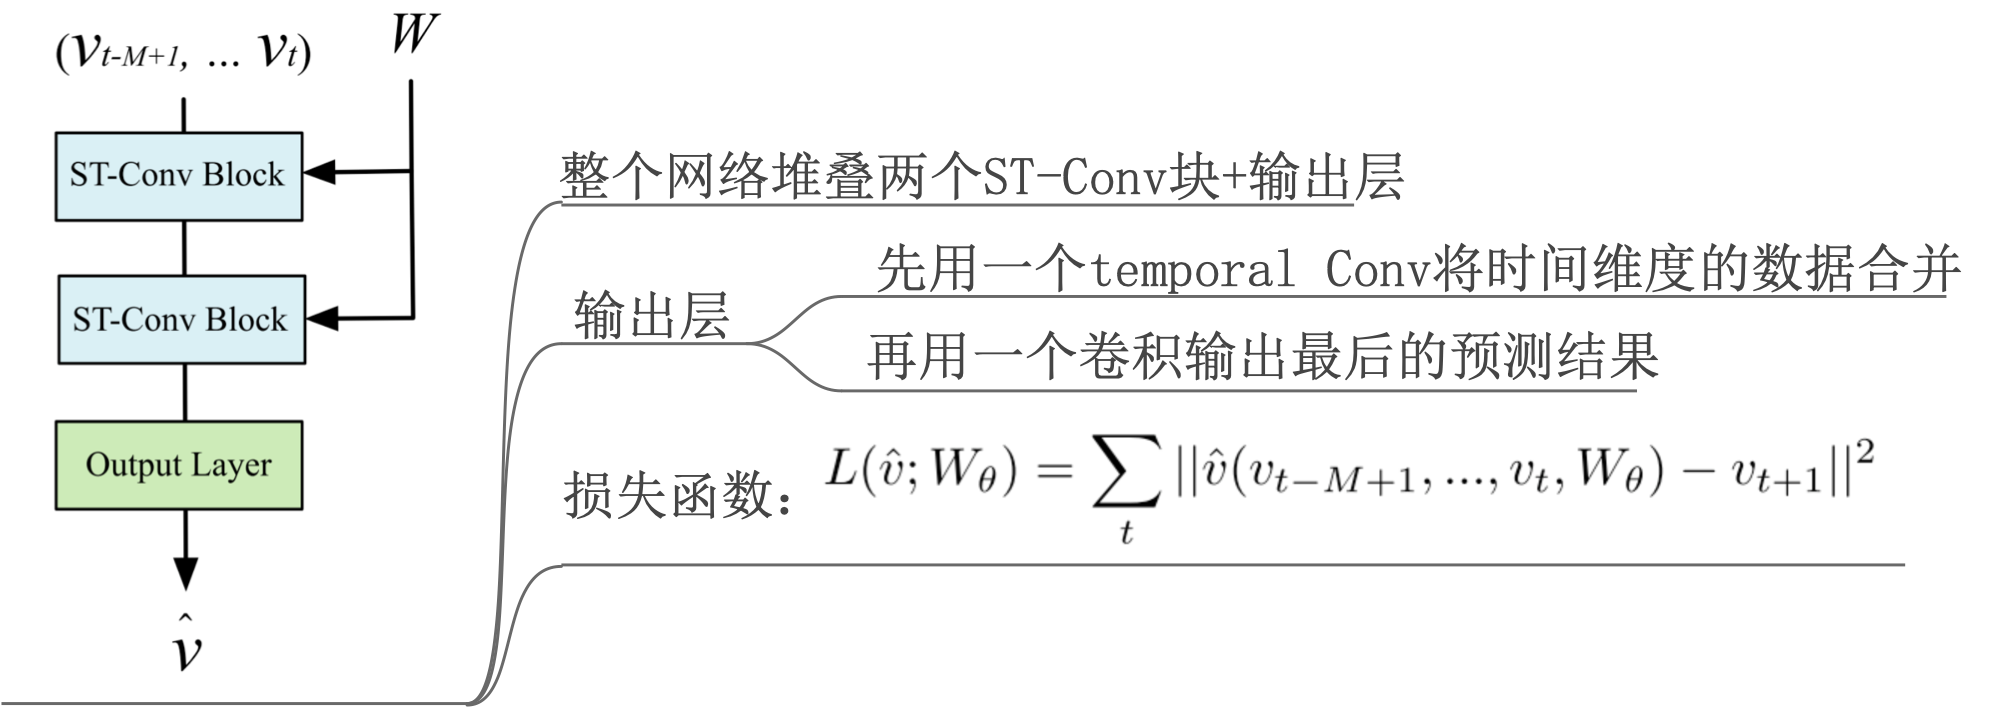 (v_{t-M+1}, ... v_t)
W
ST-Conv Block
ST-Conv Block
Output Layer
v̂
整个网络堆叠两个ST-Conv块+输出层
输出层
先用一个temporal Conv将时间维度的数据合并
再用一个卷积输出最后的预测结果
损失函数: L(v̂; W_θ) = ∑_t ||v̂(v_{t-M+1}, ..., v_t, W_θ) − v_{t+1}||²